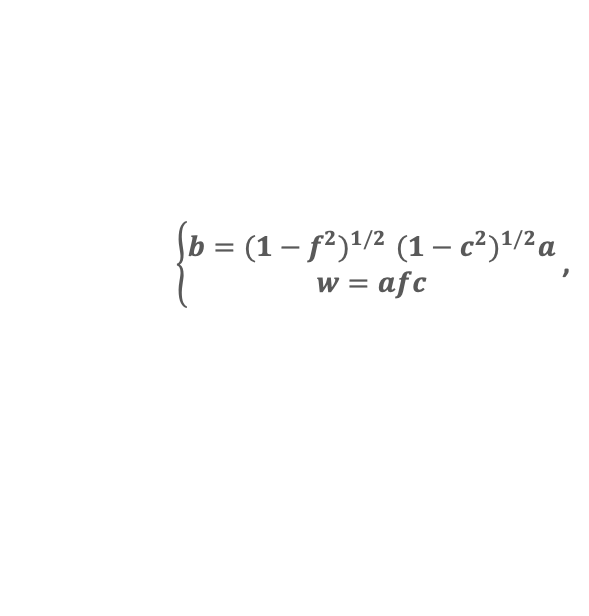 b = (1 − f²)^{1/2} (1 − c²)^{1/2}a
w = afc ,